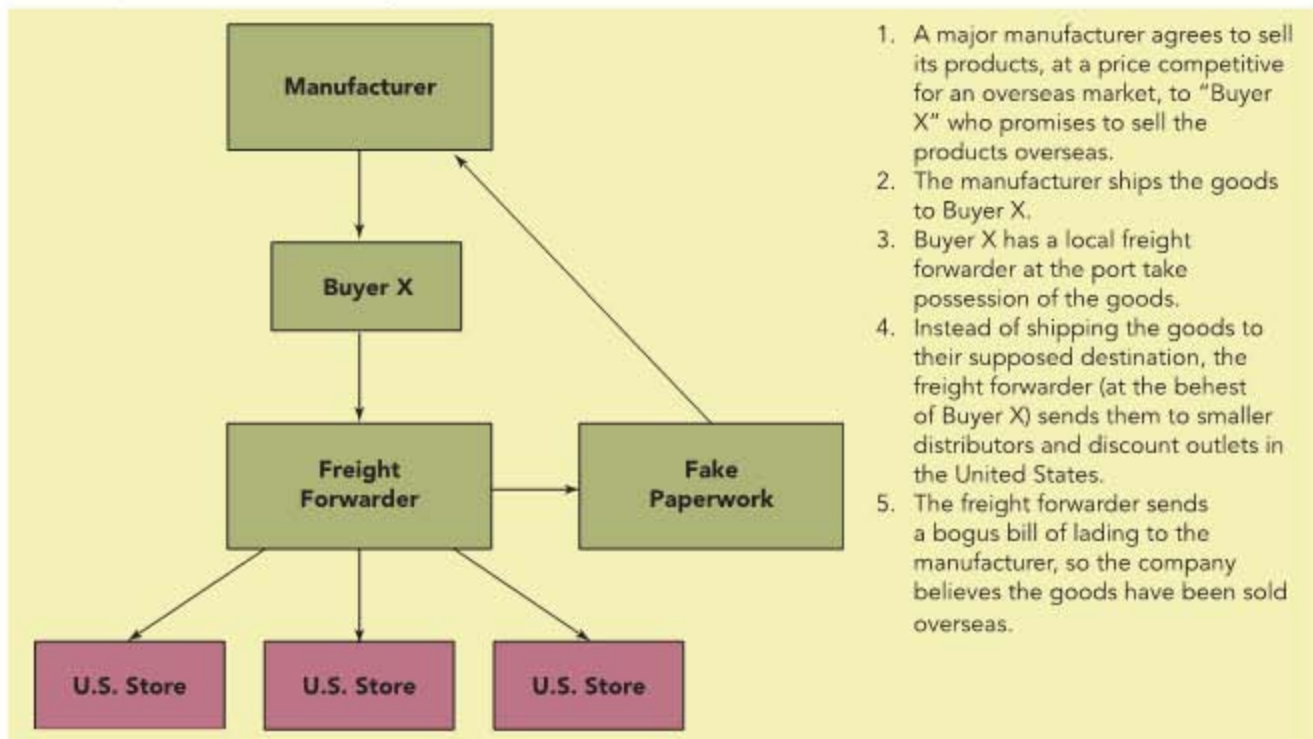 Manufacturer
Buyer X
Freight
Forwarder
Fake
Paperwork
U.S. Store
U.S. Store
U.S. Store
1. A major manufacturer agrees to sell
its products, at a price competitive
for an overseas market, to “Buyer
X” who promises to sell the
products overseas.
2. The manufacturer ships the goods
to Buyer X.
3. Buyer X has a local freight
forwarder at the port take
possession of the goods.
4. Instead of shipping the goods to
their supposed destination, the
freight forwarder (at the behest
of Buyer X) sends them to smaller
distributors and discount outlets in
the United States.
5. The freight forwarder sends
a bogus bill of lading to the
manufacturer, so the company
believes the goods have been sold
overseas.